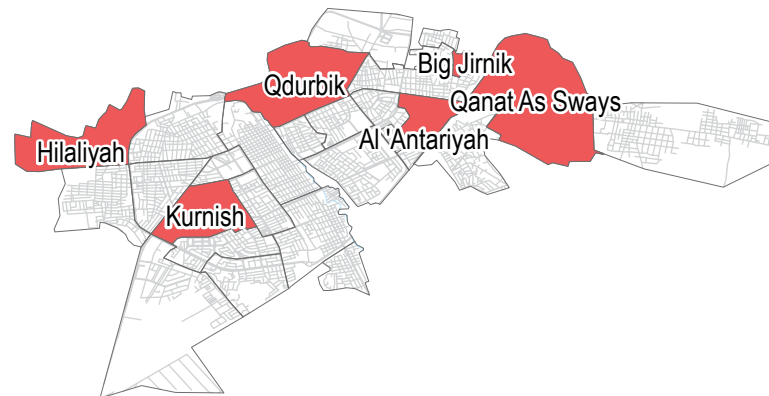 Big Jirnik
Qdurbik
Qanat As Sways
Al 'Antariyah
Hilaliyah
Kurnish